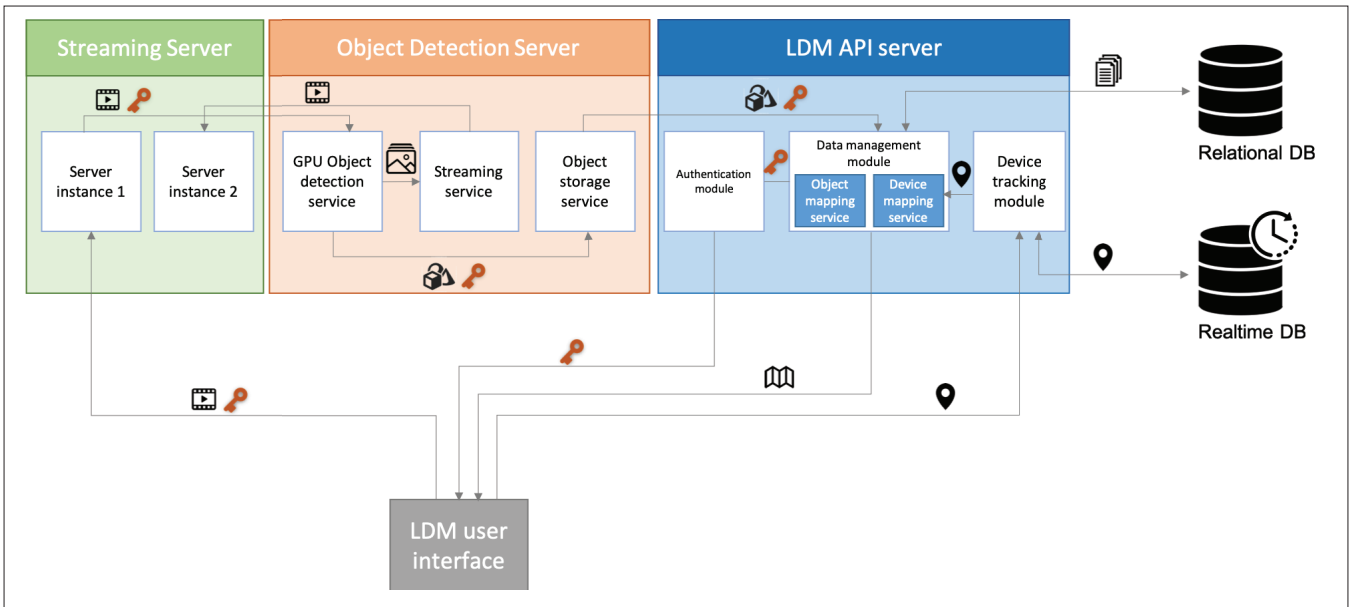 Streaming Server
Object Detection Server
LDM API server
Server
instance 1
Server
instance 2
GPU Object
detection
service
Streaming
service
Object
storage
service
Authentication
module
Data management
module
Object
mapping
service
Device
mapping
service
Device
tracking
module
Relational DB
Realtime DB
LDM user
interface